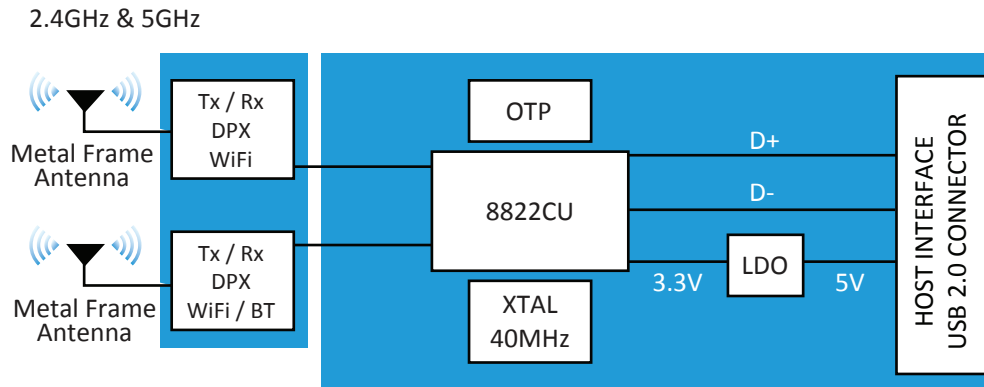 2.4GHz & 5GHz
Metal Frame
Antenna
Tx / Rx
DPX
WiFi
Metal Frame
Antenna
Tx / Rx
DPX
WiFi / BT
OTP
8822CU
XTAL
40MHz
D+
D-
3.3V
LDO
5V
HOST INTERFACE
USB 2.0 CONNECTOR